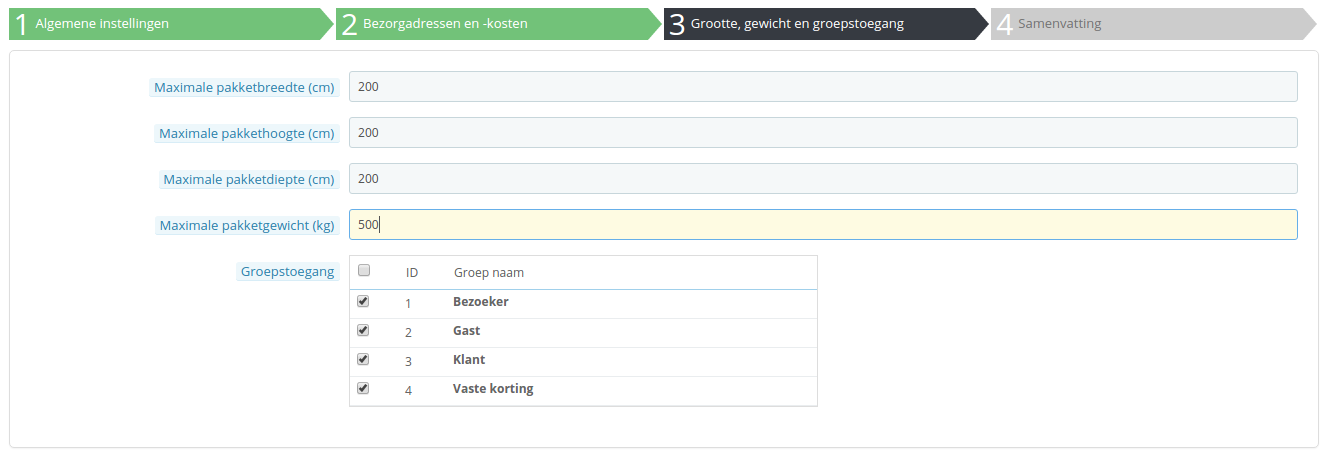 1 Algemene instellingen 2 Bezorgadressen en -kosten 3 Grootte, gewicht en groepstoegang 4 Samenvatting
Maximale pakketbreedte (cm) 200
Maximale pakkethoogte (cm) 200
Maximale pakketdiepte (cm) 200
Maximale pakketgewicht (kg) 500
Groepstoegang ID Groep naam
1 Bezoeker
2 Gast
3 Klant
4 Vaste korting